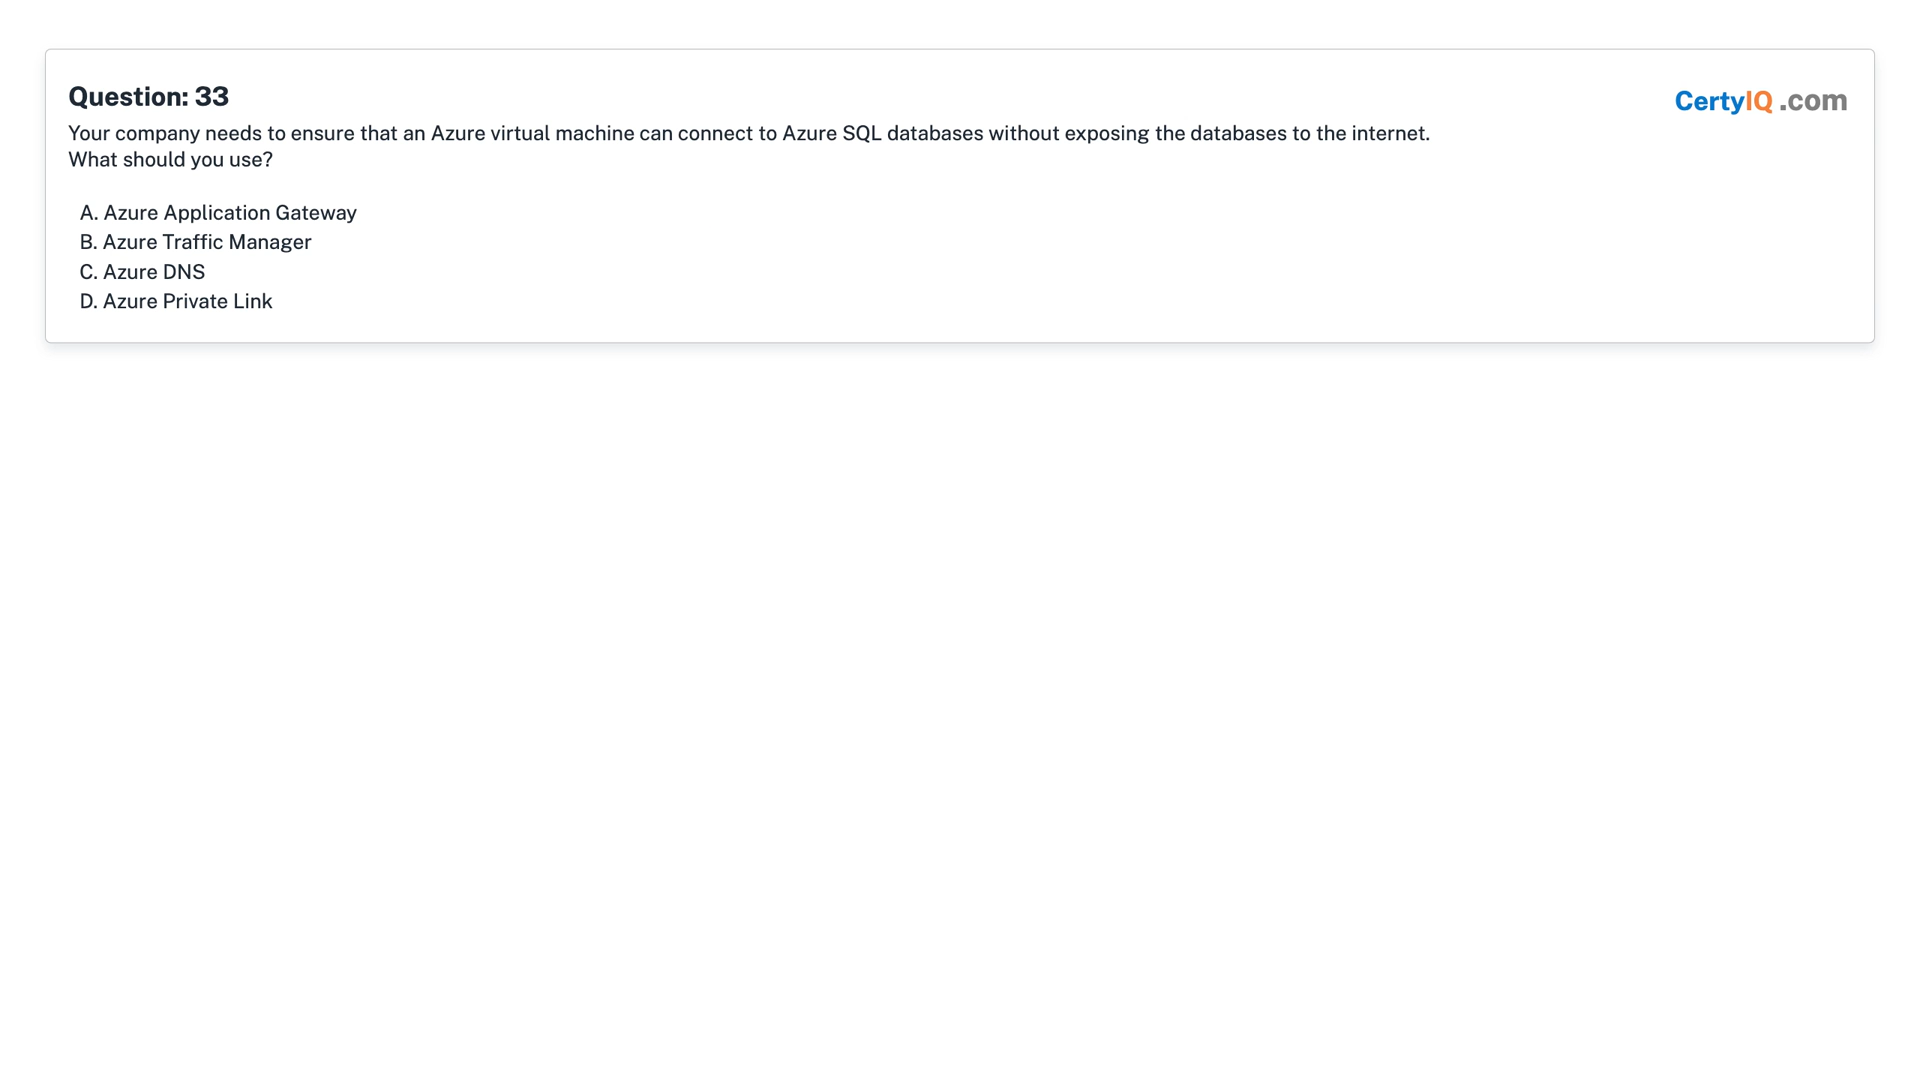 Question: 33
CertyIQ .com
Your company needs to ensure that an Azure virtual machine can connect to Azure SQL databases without exposing the databases to the internet.
What should you use?
A. Azure Application Gateway
B. Azure Traffic Manager
C. Azure DNS
D. Azure Private Link